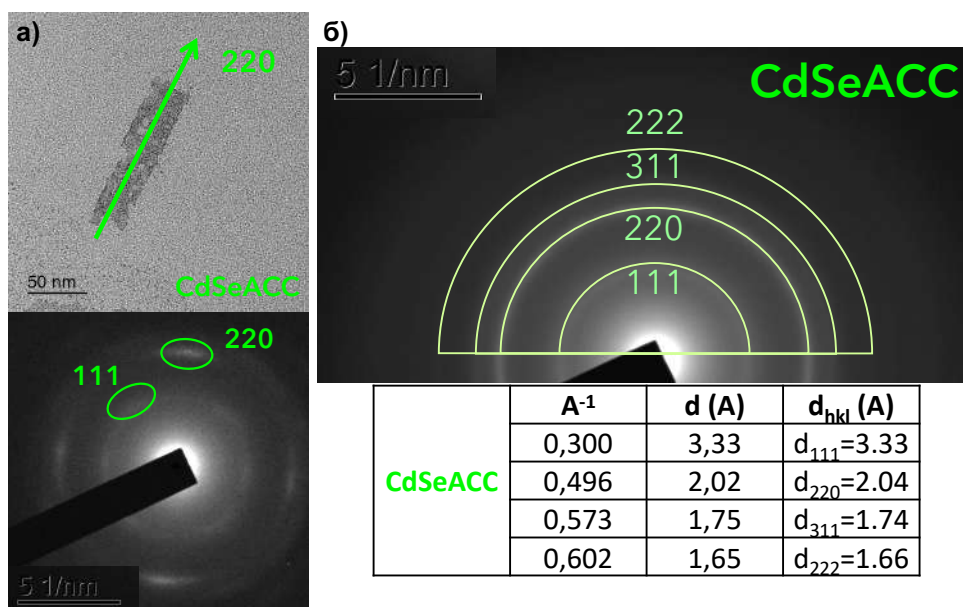 а)
220
50 nm
CdSeACC
220
111
5 1/nm
б)
5 1/nm
CdSeACC
222
311
220
111
A-1 d (A) dhkl (A)
CdSeACC
0,300 3,33 d111=3.33
0,496 2,02 d220=2.04
0,573 1,75 d311=1.74
0,602 1,65 d222=1.66